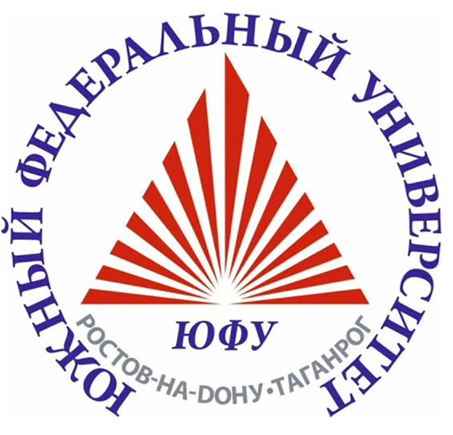 ЮЖНЫЙ ФЕДЕРАЛЬНЫЙ УНИВЕРСИТЕТ
ЮФУ
РОСТОВ-НА-ДОНУ•ТАГАНРОГ